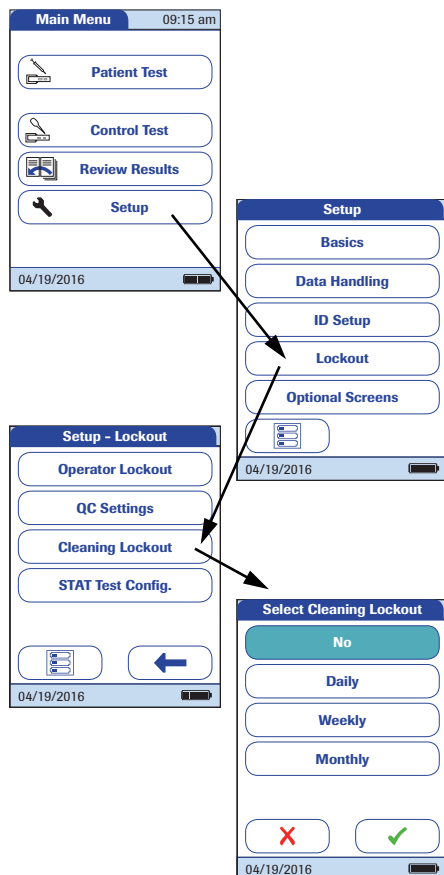 Main Menu 09:15 am
Patient Test
Control Test
Review Results
Setup
04/19/2016
Setup
Basics
Data Handling
ID Setup
Lockout
Optional Screens
04/19/2016
Setup - Lockout
Operator Lockout
QC Settings
Cleaning Lockout
STAT Test Config.
04/19/2016
Select Cleaning Lockout
No
Daily
Weekly
Monthly
04/19/2016